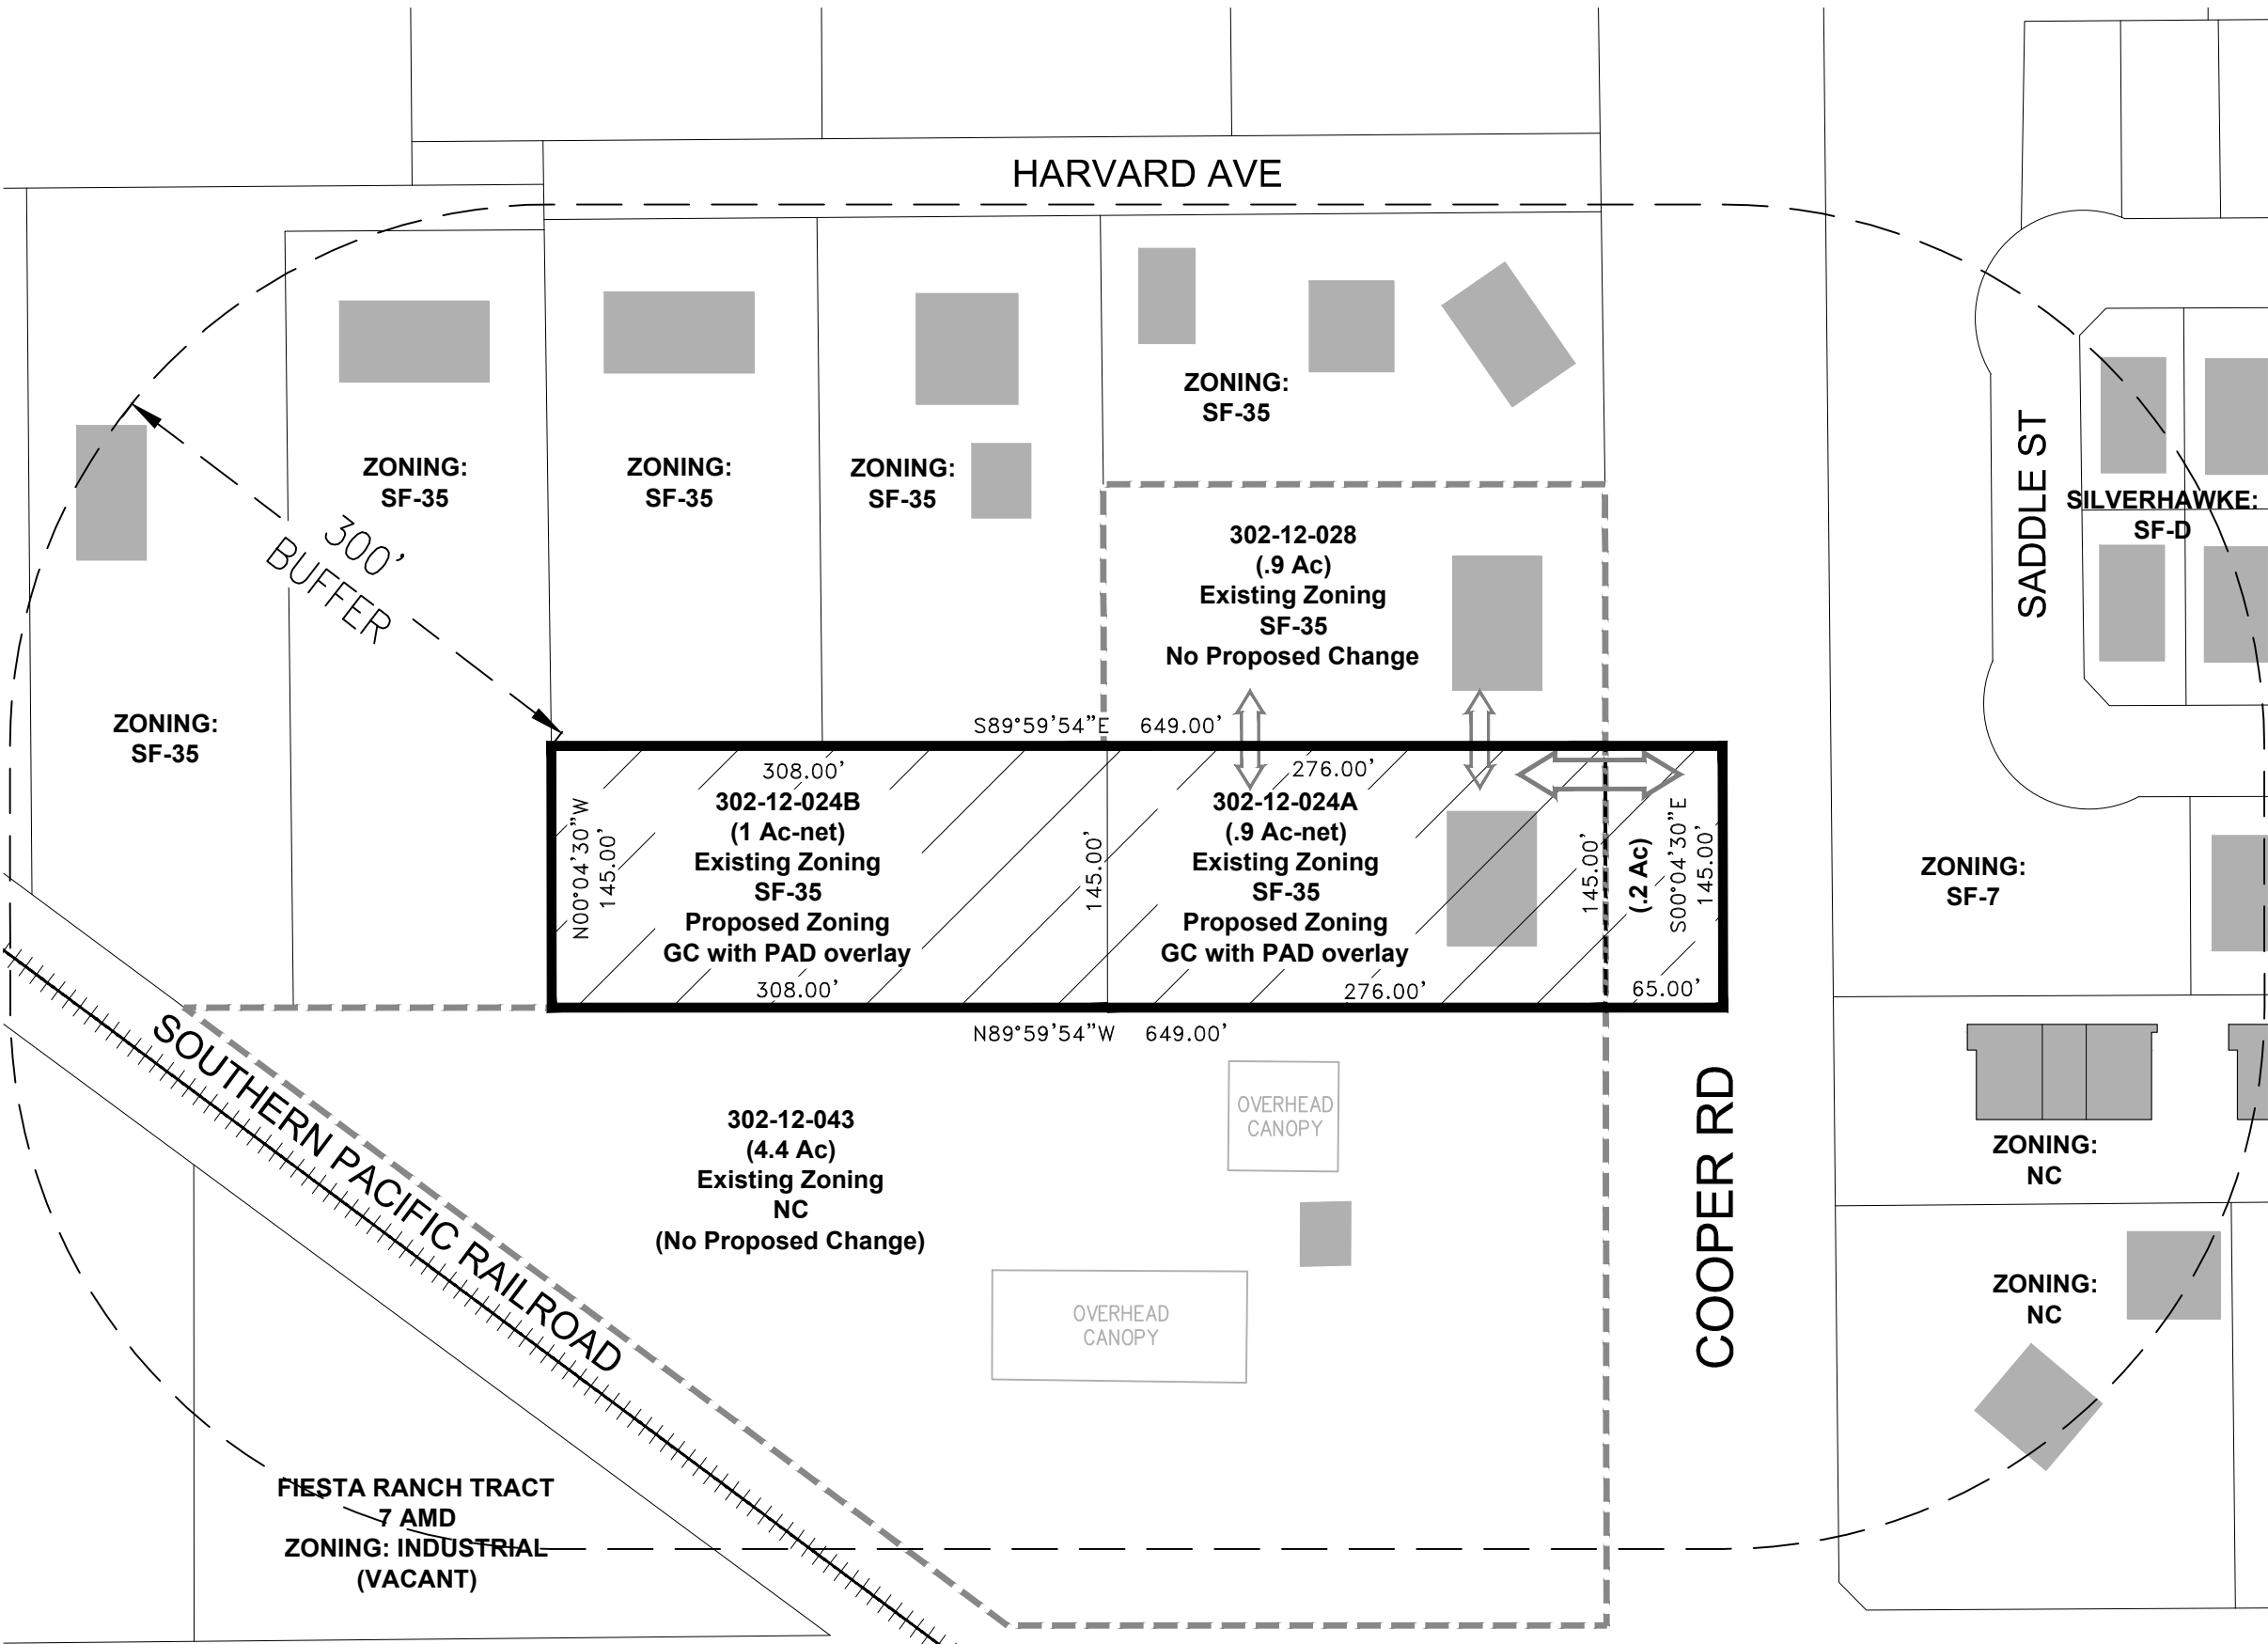 HARVARD AVE
ZONING:
SF-35
ZONING:
SF-35
ZONING:
SF-35
ZONING:
SF-35
300’
BUFFER
ZONING:
SF-35
302-12-028
(.9 Ac)
Existing Zoning
SF-35
No Proposed Change
SADDLE ST
SILVERHAWKE:
SF-D
S89°59’54”E 649.00’
308.00’
276.00’
N00°04’30”W
145.00’
302-12-024B
(1 Ac-net)
Existing Zoning
SF-35
Proposed Zoning
GC with PAD overlay
308.00’
145.00’
302-12-024A
(.9 Ac-net)
Existing Zoning
SF-35
Proposed Zoning
GC with PAD overlay
276.00’
145.00’
(.2 Ac)
S00°04’30”E
145.00’
65.00’
ZONING:
SF-7
N89°59’54”W 649.00’
SOUTHERN PACIFIC RAILROAD
302-12-043
(4.4 Ac)
Existing Zoning
NC
(No Proposed Change)
OVERHEAD
CANOPY
OVERHEAD
CANOPY
COOPER RD
ZONING:
NC
ZONING:
NC
FIESTA RANCH TRACT
7 AMD
ZONING: INDUSTRIAL
(VACANT)